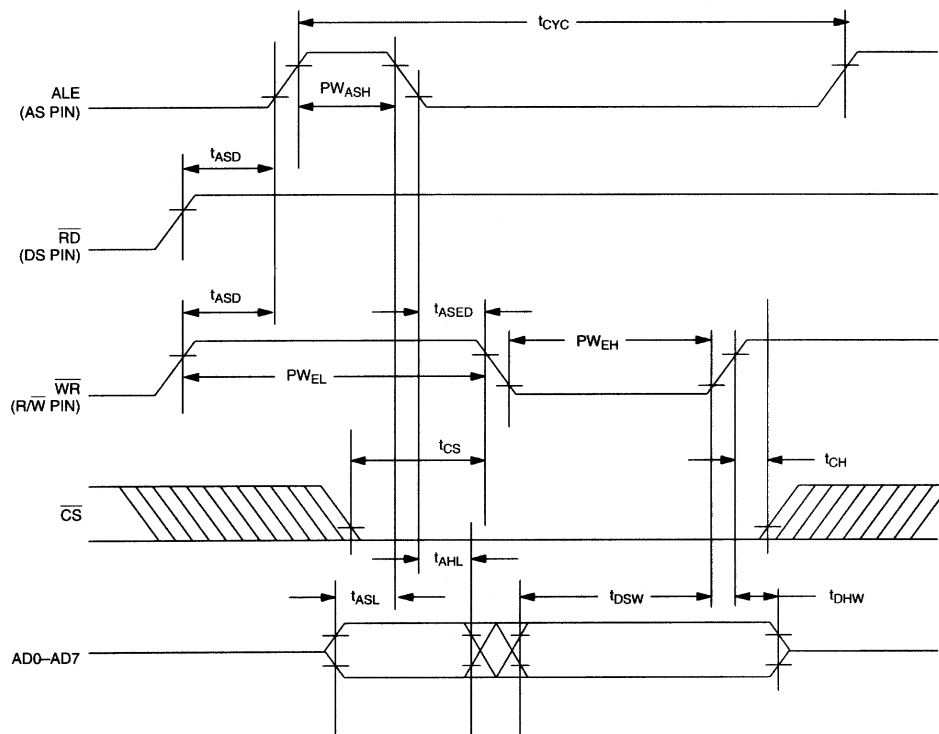 tCYC
ALE
(AS PIN)
PWASH
tASD
RD
(DS PIN)
tASD
tASED
PWEH
WR
(R/W PIN)
PWEL
tCS
tCH
CS
tAHL
tASL
tDSW
tDHW
AD0–AD7